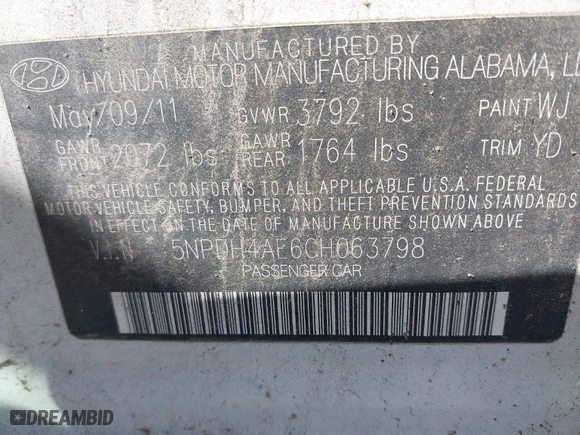 MANUFACTURED BY
HYUNDAI MOTOR MANUFACTURING ALABAMA, LL
May/09/11 GVWR 3792 lbs PAINT WJ
GAWR FRONT 2072 lbs GAWR REAR 1764 lbs TRIM YD
THIS VEHICLE CONFORMS TO ALL APPLICABLE U.S.A. FEDERAL
MOTOR VEHICLE SAFETY, BUMPER, AND THEFT PREVENTION STANDARDS
IN EFFECT ON THE DATE OF MANUFACTURE SHOWN ABOVE
V.I.N 5NPDH4AE6CH063798
PASSENGER CAR
DREAMBID